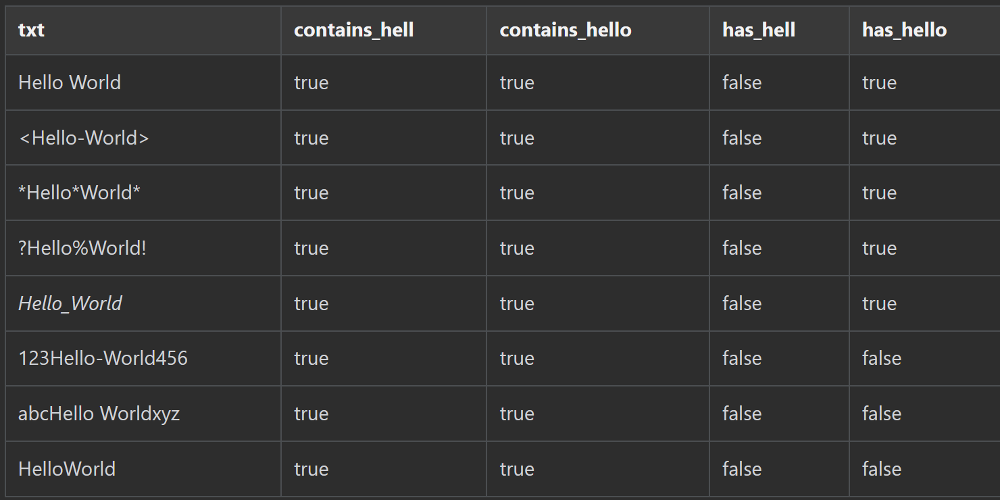 txt contains_hell contains_hello has_hell has_hello
Hello World true true false true
<Hello-World> true true false true
*Hello*World* true true false true
?Hello%World! true true false true
Hello_World true true false true
123Hello-World456 true true false false
abcHello Worldxyz true true false false
HelloWorld true true false false